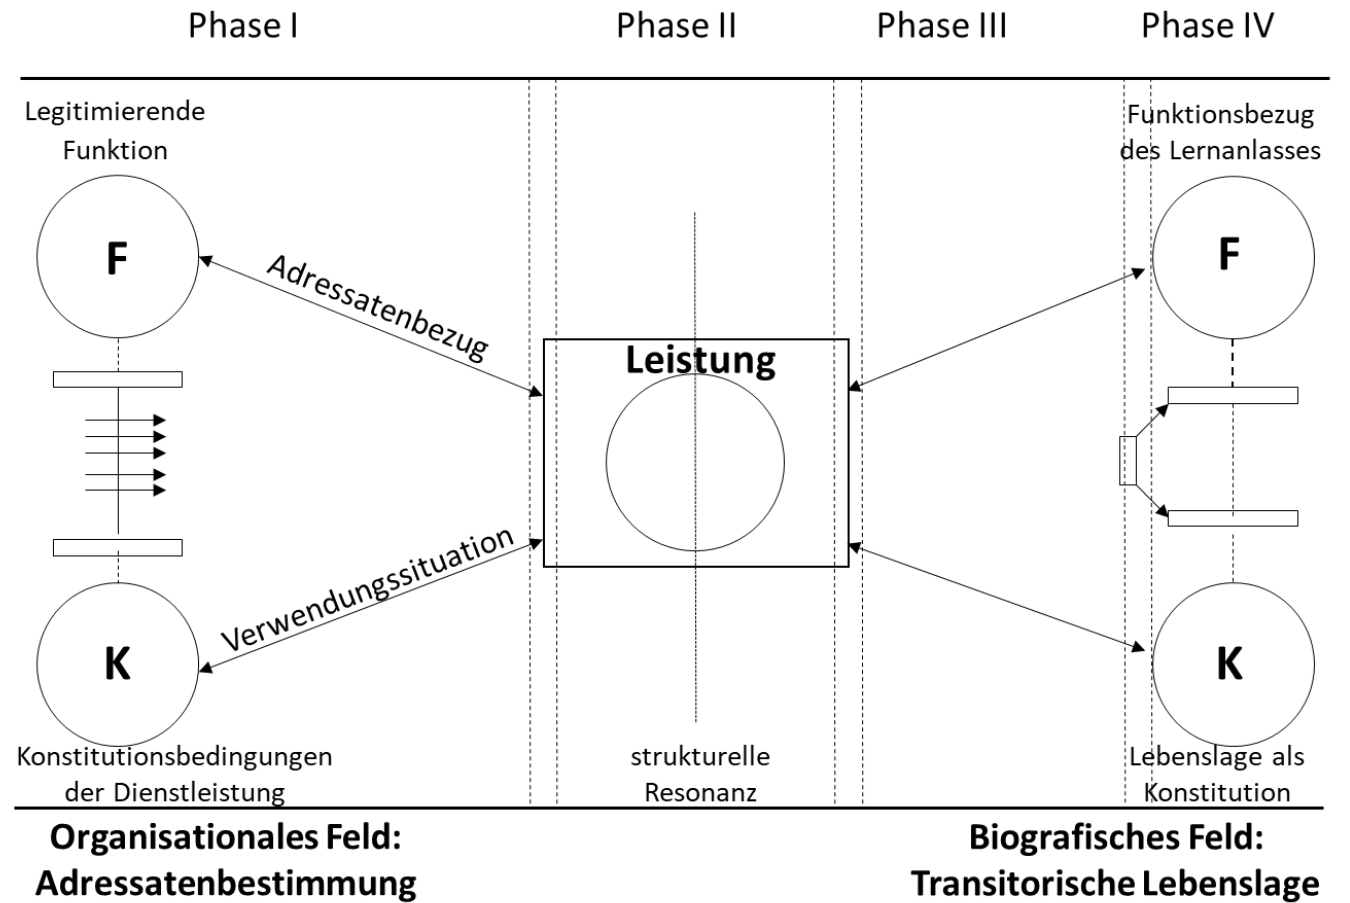 Phase I
Phase II
Phase III
Phase IV
Legitimierende
Funktion
F
Adressatenbezug
Verwendungssituation
K
Konstitutionsbedingungen
der Dienstleistung
Leistung
strukturelle
Resonanz
Funktionsbezug
des Lernanlasses
F
K
Lebenslage als
Konstitution
Organisationales Feld:
Adressatenbestimmung
Biografisches Feld:
Transitorische Lebenslage